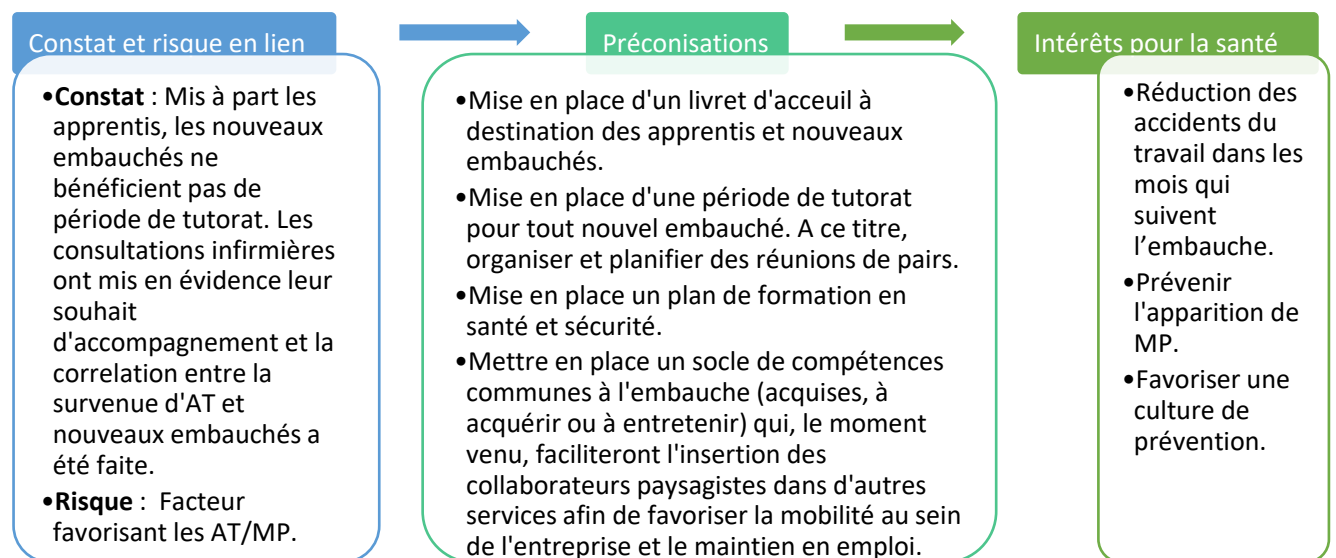 Constat et risque en lien
•Constat : Mis à part les
apprentis, les nouveaux
embauchés ne
bénéficient pas de
période de tutorat. Les
consultations infirmières
ont mis en évidence leur
souhait
d'accompagnement et la
correlation entre la
survenue d'AT et
nouveaux embauchés a
été faite.
•Risque : Facteur
favorisant les AT/MP.
Préconisations
•Mise en place d'un livret d'acceuil à
destination des apprentis et nouveaux
embauchés.
•Mise en place d'une période de tutorat
pour tout nouvel embauché. A ce titre,
organiser et planifier des réunions de pairs.
•Mise en place un plan de formation en
santé et sécurité.
•Mettre en place un socle de compétences
communes à l'embauche (acquises, à
acquérir ou à entretenir) qui, le moment
venu, faciliteront l'insertion des
collaborateurs paysagistes dans d'autres
services afin de favoriser la mobilité au sein
de l'entreprise et le maintien en emploi.
Intérêts pour la santé
•Réduction des
accidents du
travail dans les
mois qui
suivent
l’embauche.
•Prévenir
l'apparition de
MP.
•Favoriser une
culture de
prévention.